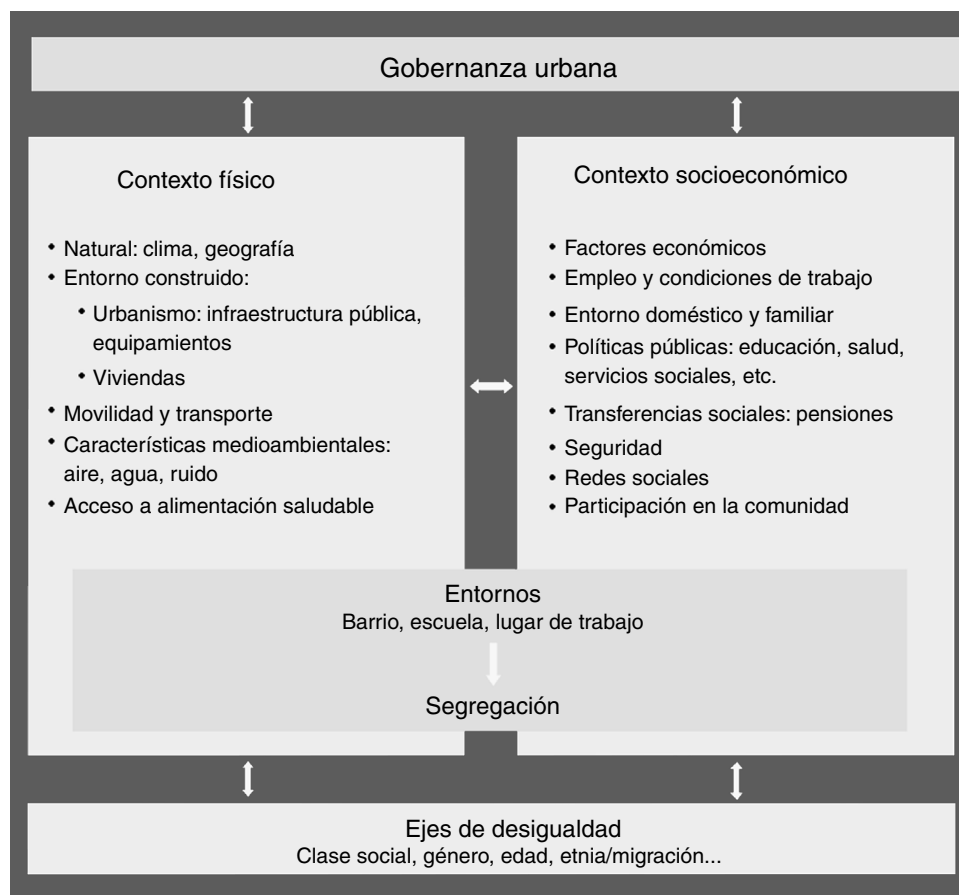 Gobernanza urbana
Contexto físico
• Natural: clima, geografía
• Entorno construido:
• Urbanismo: infraestructura pública,
equipamientos
• Viviendas
• Movilidad y transporte
• Características medioambientales:
aire, agua, ruido
• Acceso a alimentación saludable
Contexto socioeconómico
• Factores económicos
• Empleo y condiciones de trabajo
• Entorno doméstico y familiar
• Políticas públicas: educación, salud,
servicios sociales, etc.
• Transferencias sociales: pensiones
• Seguridad
• Redes sociales
• Participación en la comunidad
Entornos
Barrio, escuela, lugar de trabajo
Segregación
Ejes de desigualdad
Clase social, género, edad, etnia/migración...